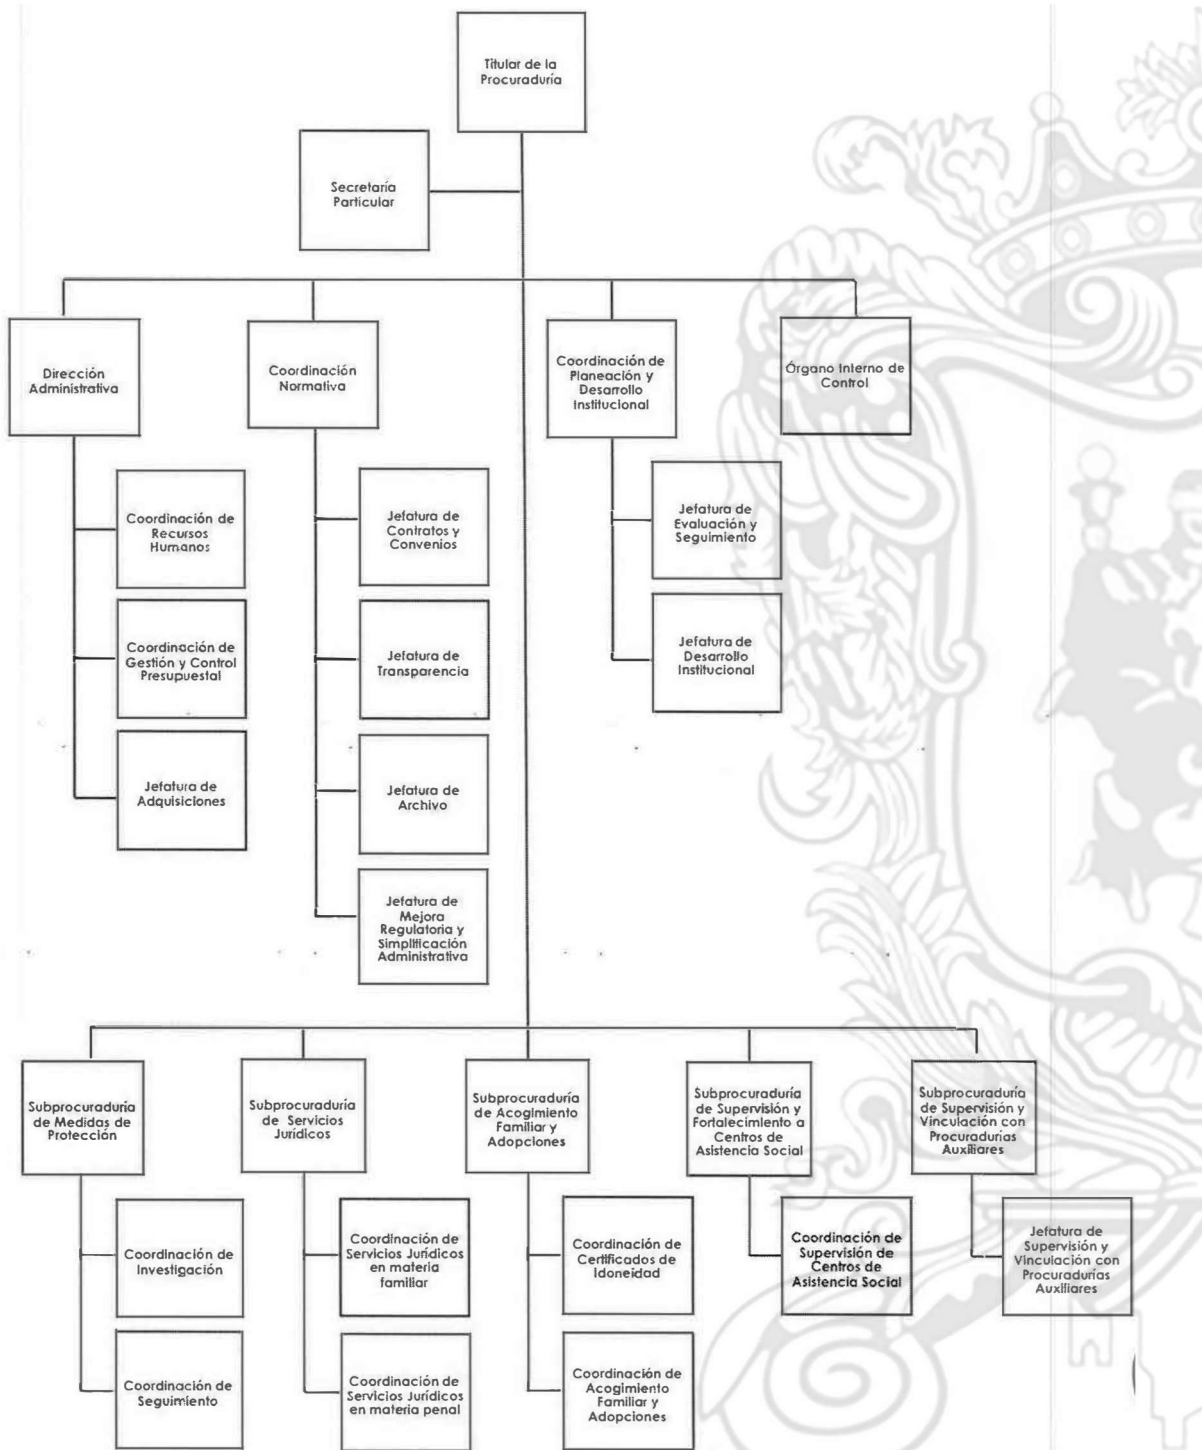 Titular de la
Procuraduría
Secretaría
Particular
Dirección
Administrativa
Coordinación
Normativa
Coordinación de
Planeación y
Desarrollo
Institucional
Órgano Interno de
Control
Coordinación de
Recursos
Humanos
Jefatura de
Contratos y
Convenios
Jefatura de
Evaluación y
Seguimiento
Coordinación de
Gestión y Control
Presupuestal
Jefatura de
Transparencia
Jefatura de
Desarrollo
Institucional
Jefatura de
Adquisiciones
Jefatura de
Archivo
Jefatura de
Mejora
Regulatoria y
Simplificación
Administrativa
Subprocuraduría
de Medidas de
Protección
Subprocuraduría
de Servicios
Jurídicos
Subprocuraduría
de Acogimiento
Familiar y
Adopciones
Subprocuraduría
de Supervisión y
Fortalecimiento a
Centros de
Asistencia Social
Subprocuraduría
de Supervisión y
Vinculación con
Procuradurías
Auxiliares
Coordinación de
Investigación
Coordinación de
Servicios Jurídicos
en materia
familiar
Coordinación de
Certificados de
Idoneidad
Coordinación de
Supervisión de
Centros de
Asistencia Social
Jefatura de
Supervisión y
Vinculación con
Procuradurías
Auxiliares
Coordinación de
Seguimiento
Coordinación de
Servicios Jurídicos
en materia penal
Coordinación de
Acogimiento
Familiar y
Adopciones